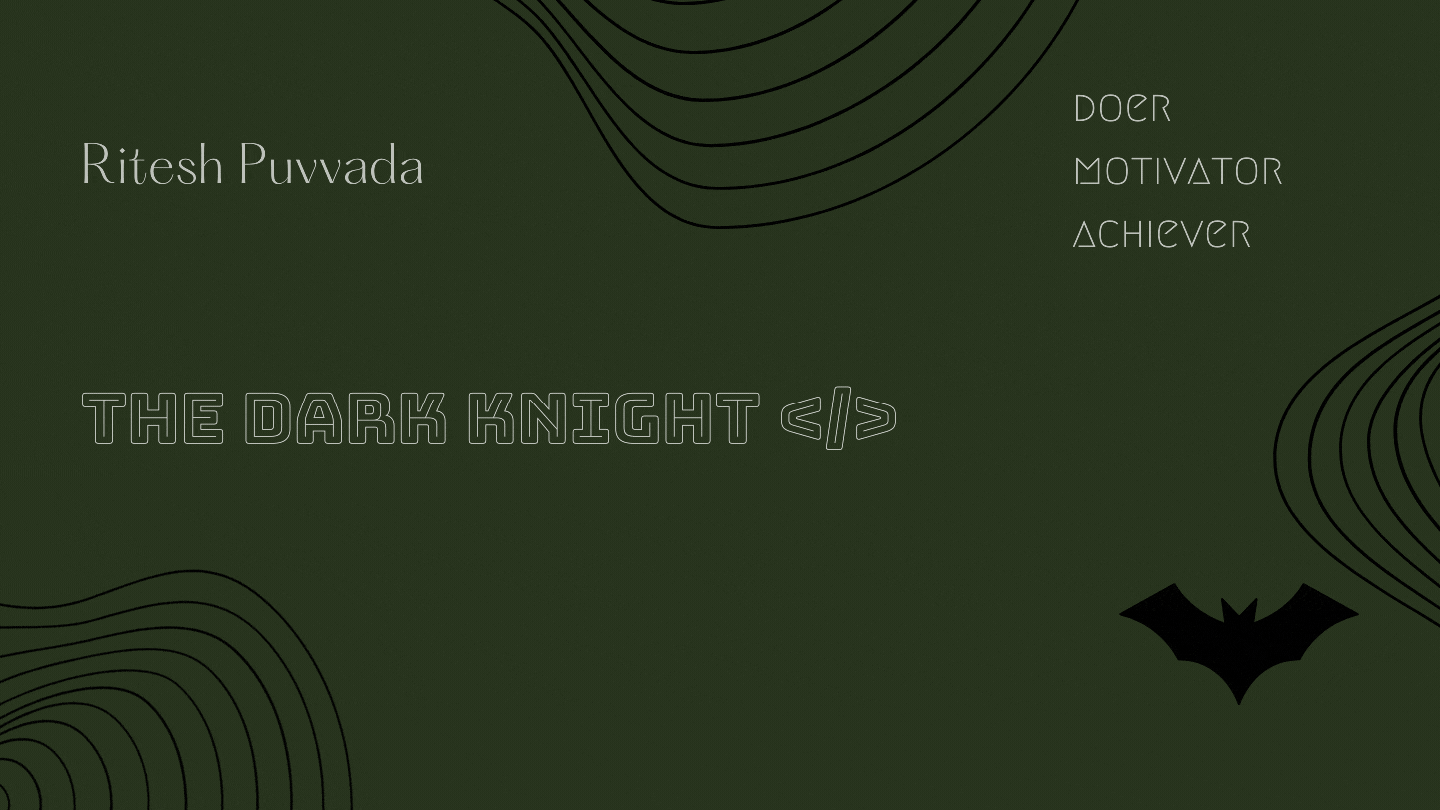 Ritesh Puvvada
DOER
MOTIVATOR
ACHIEVER
THE DARK KNIGHT </>